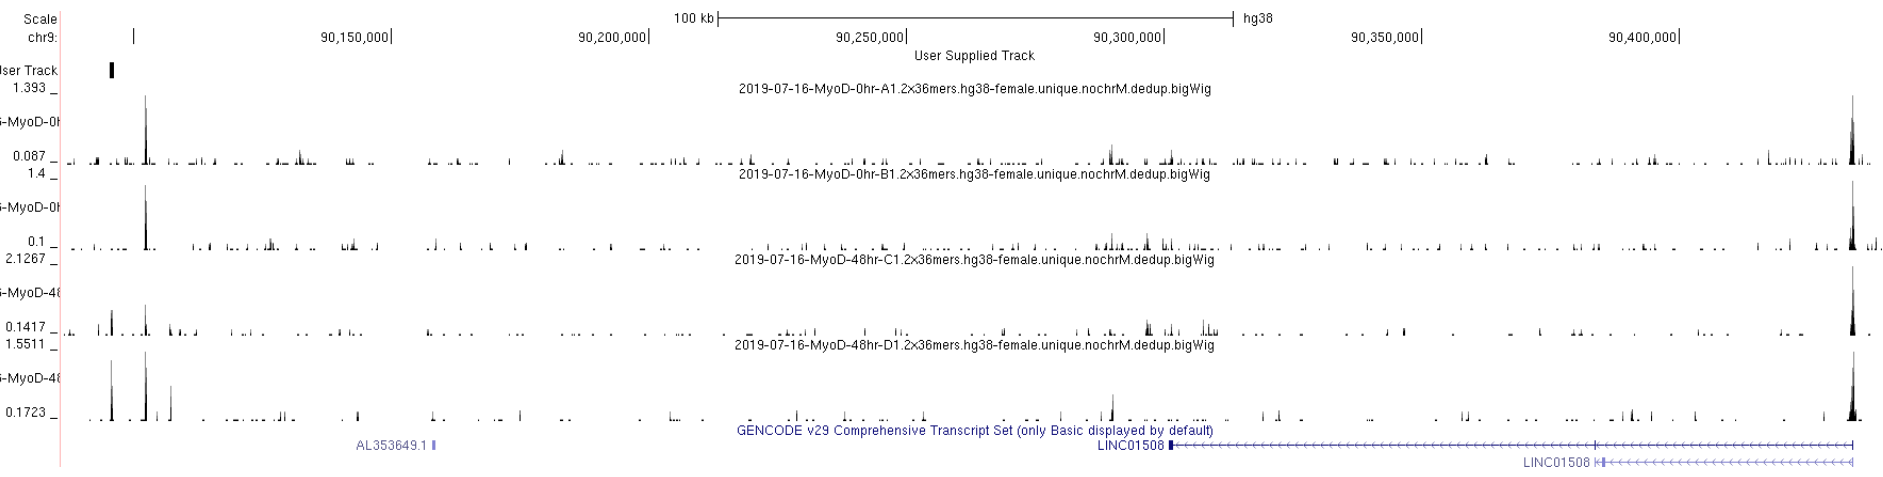 Scale 100 kb hg38
chr9: 90,150,000 90,200,000 90,250,000 90,300,000 90,350,000 90,400,000
User Supplied Track
User Track
1.393
2019-07-16-MyoD-0hr-A1.2x36mers.hg38-female.unique.nochrM.dedup.bigWig
-MyoD-0h
0.087
1.4
2019-07-16-MyoD-0hr-B1.2x36mers.hg38-female.unique.nochrM.dedup.bigWig
-MyoD-0h
0.1
2.1267
2019-07-16-MyoD-48hr-C1.2x36mers.hg38-female.unique.nochrM.dedup.bigWig
-MyoD-48
0.1417
1.5511
2019-07-16-MyoD-48hr-D1.2x36mers.hg38-female.unique.nochrM.dedup.bigWig
-MyoD-48
0.1723
GENCODE v29 Comprehensive Transcript Set (only Basic displayed by default)
AL353649.1 LINC01508
LINC01508